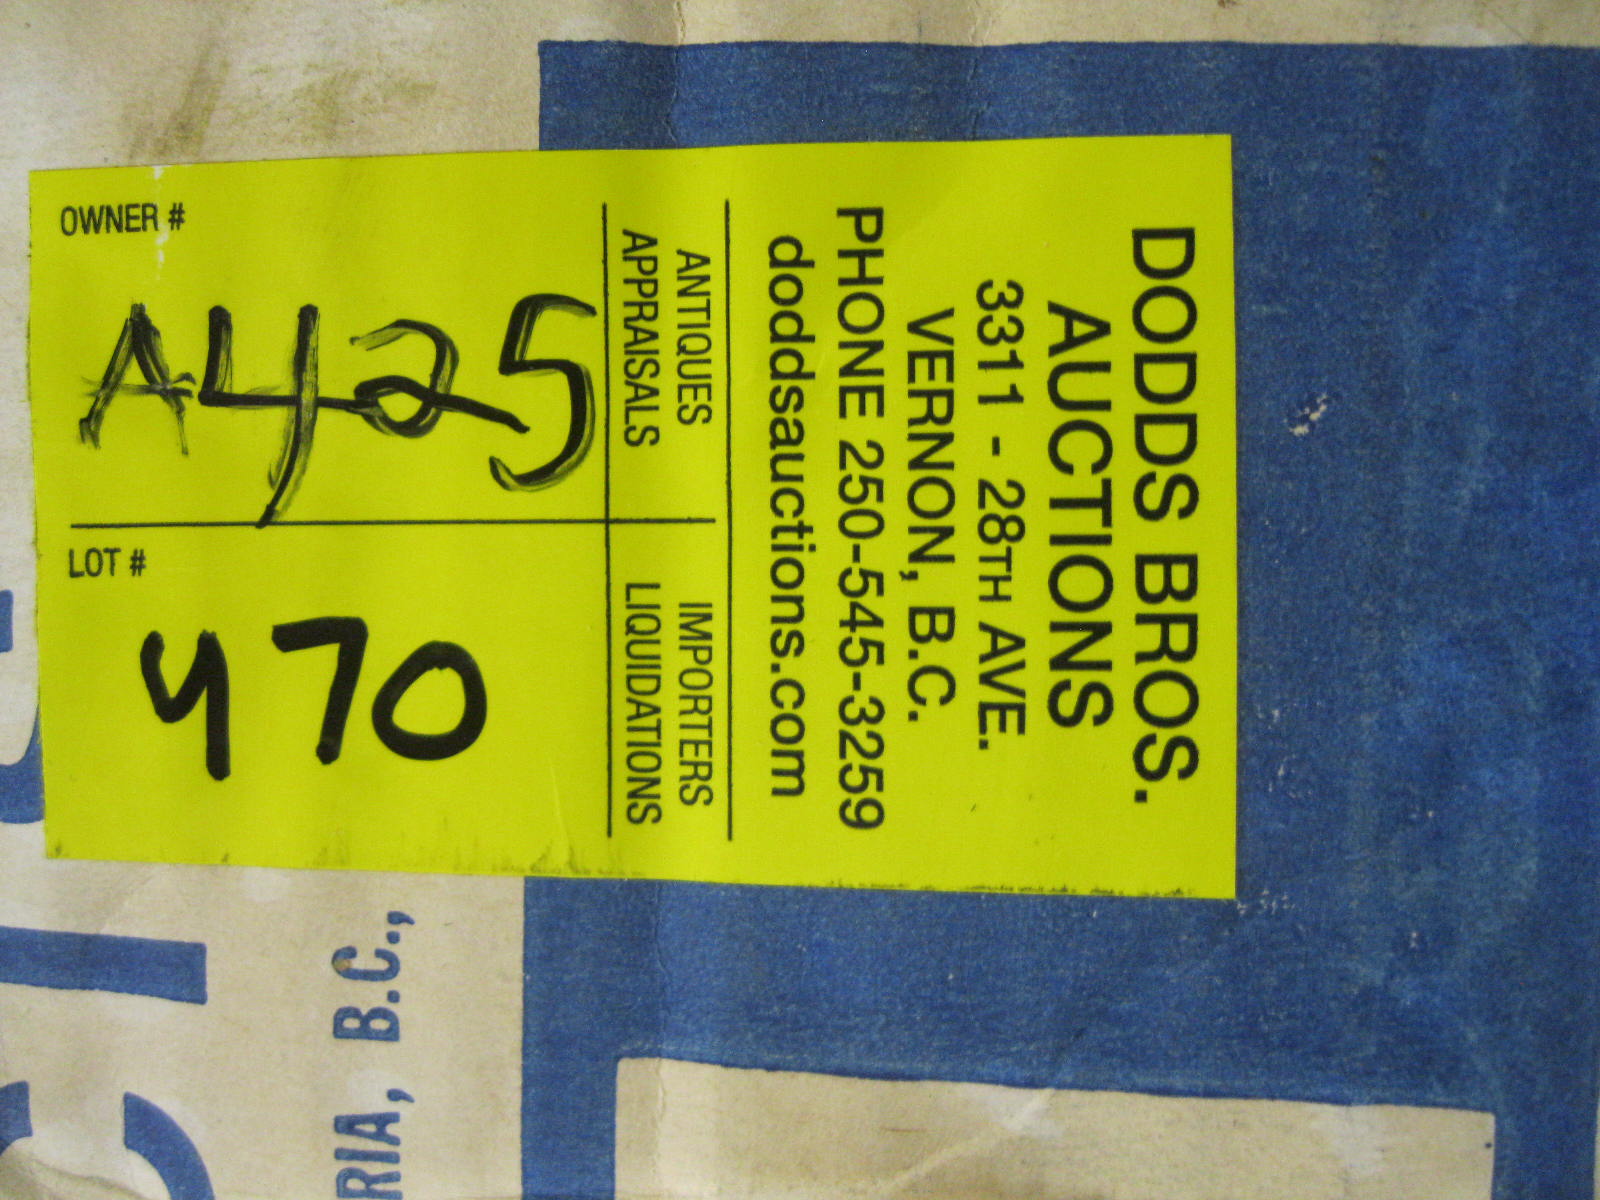 DODDS BROS.
AUCTIONS
3311 - 28TH AVE.
VERNON, B.C.
PHONE 250-545-3259
doddsauctions.com
ANTIQUES
APPRAISALS
IMPORTERS
LIQUIDATIONS
OWNER #
A425
LOT #
470
RIA, B.C.,